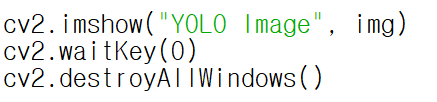 cv2.imshow("YOLO Image", img)
cv2.waitKey(0)
cv2.destroyAllWindows()